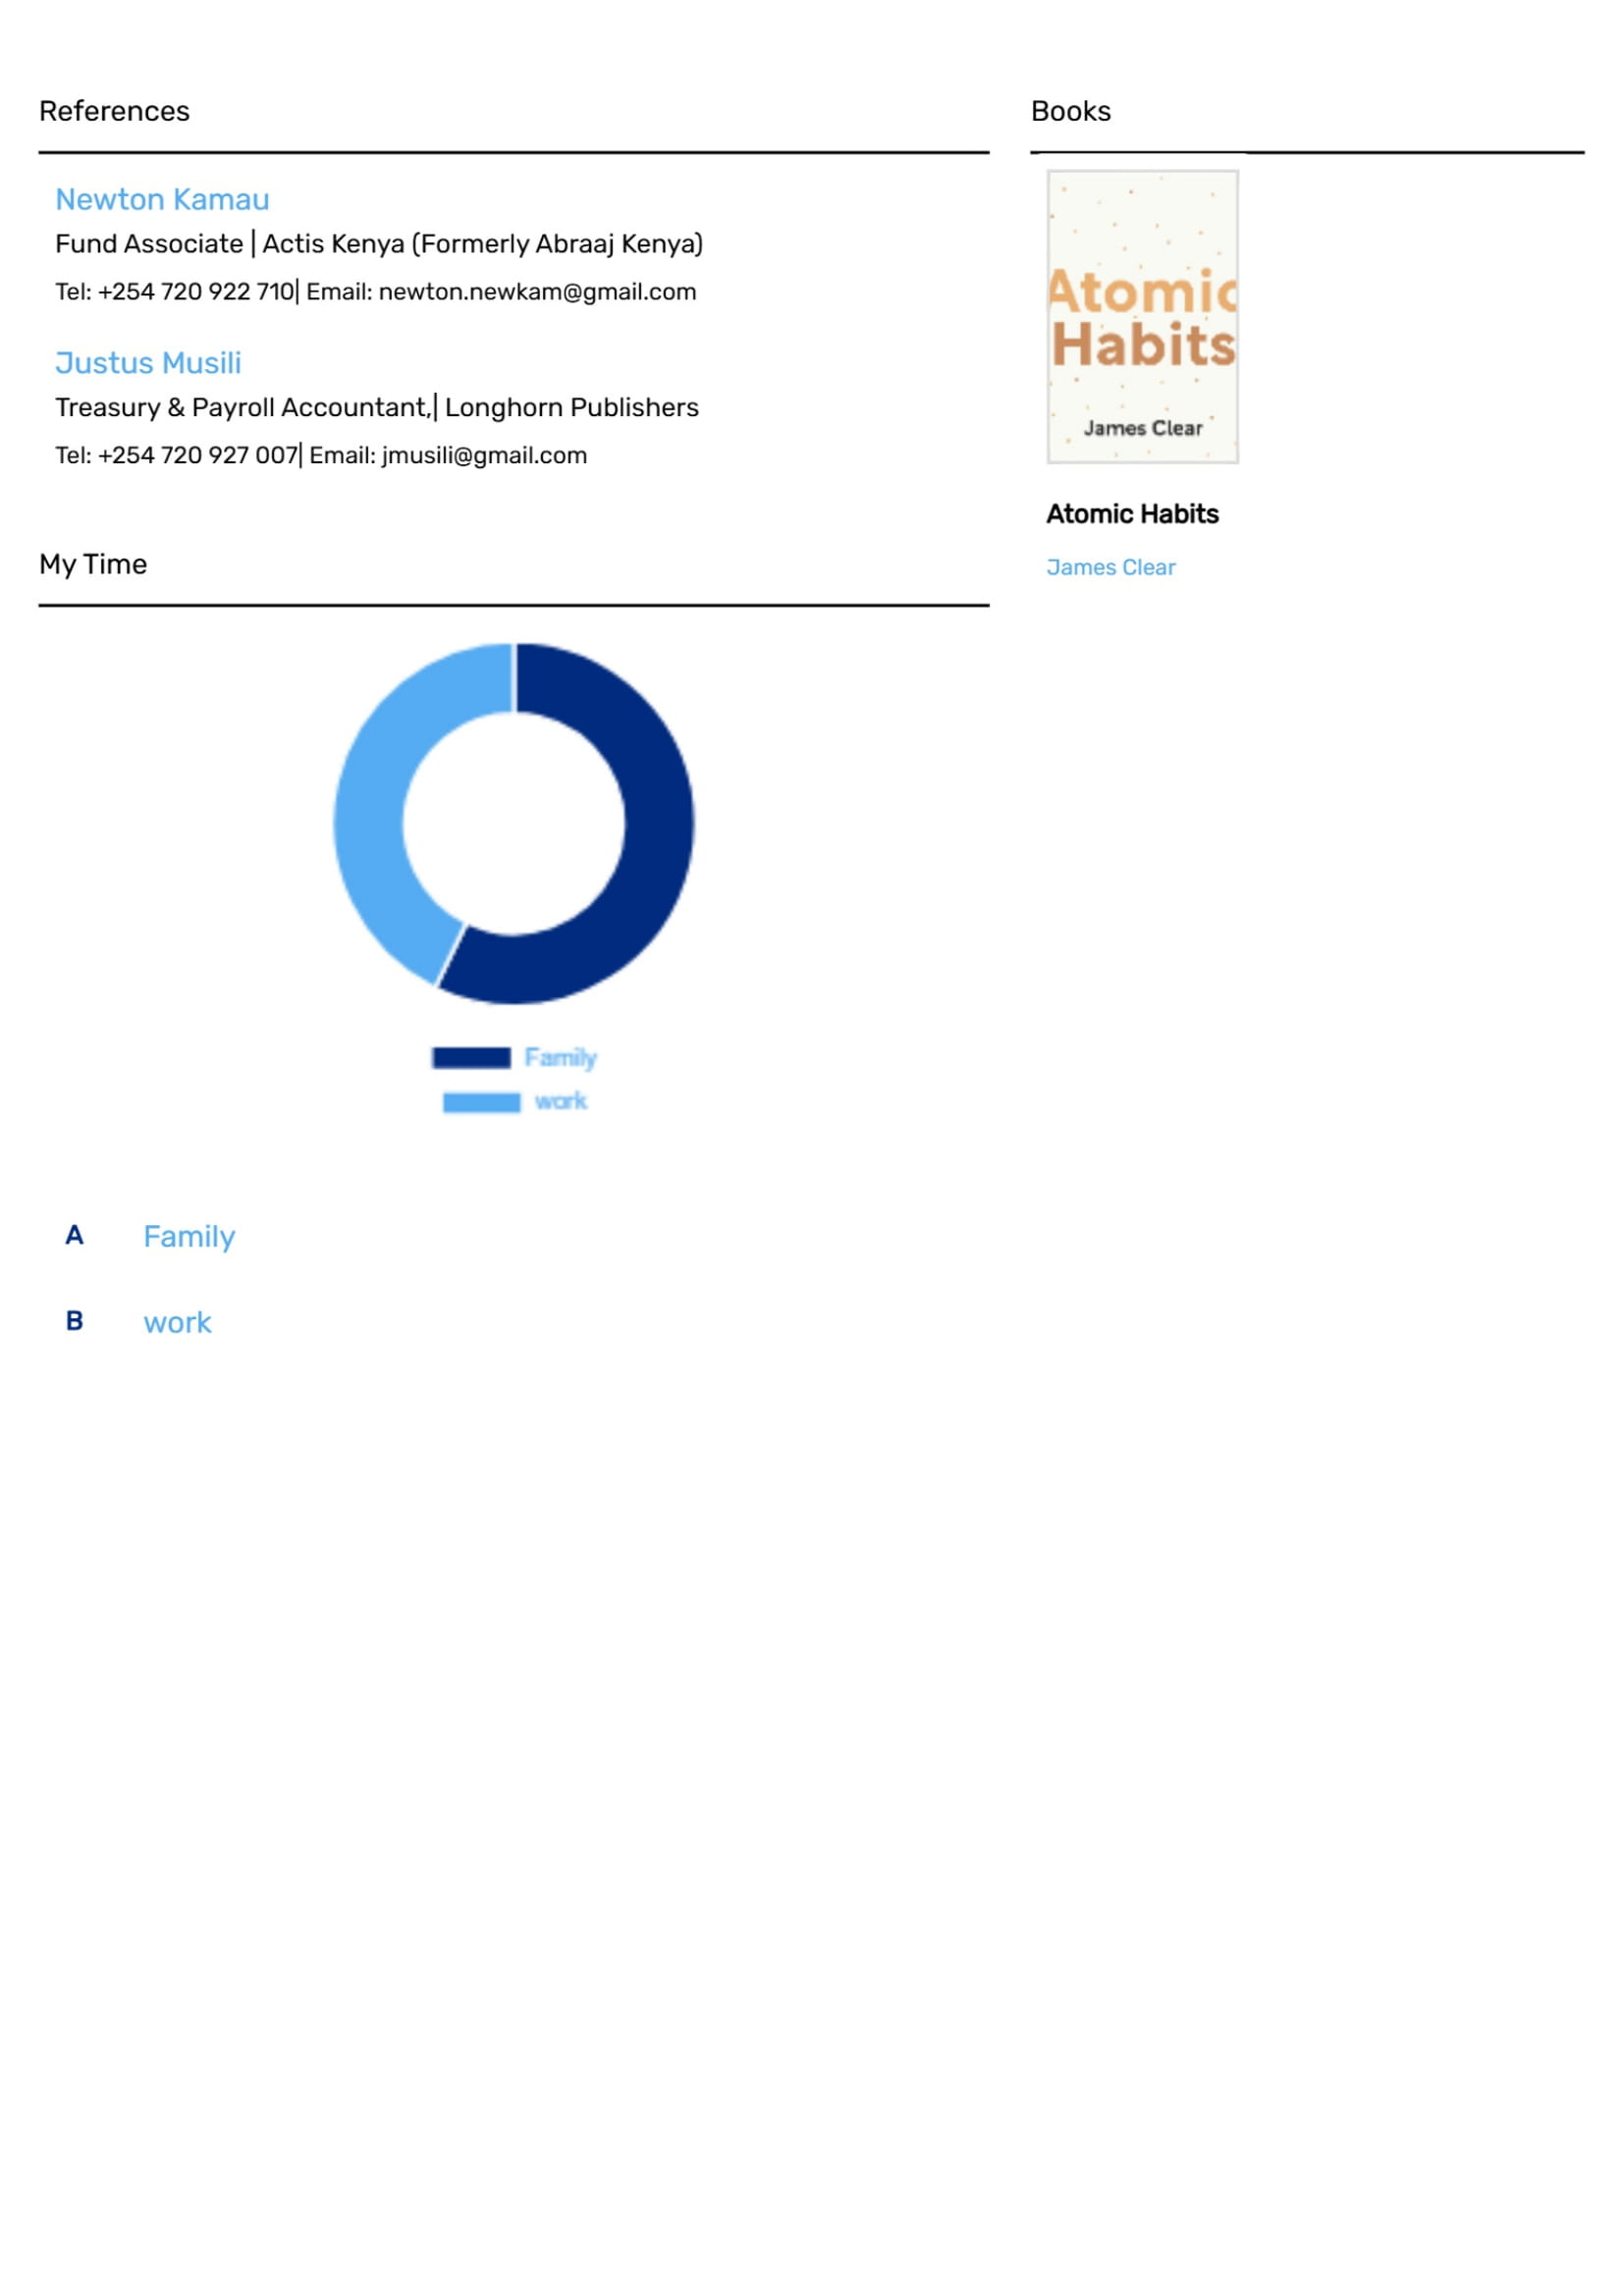 References
Newton Kamau
Fund Associate | Actis Kenya (Formerly Abraaj Kenya)
Tel: +254 720 922 710| Email: newton.newkam@gmail.com
Justus Musili
Treasury & Payroll Accountant,| Longhorn Publishers
Tel: +254 720 927 007| Email: jmusili@gmail.com
My Time
Family
work
A Family
B work
Books
Atomic
Habits
James Clear
Atomic Habits
James Clear